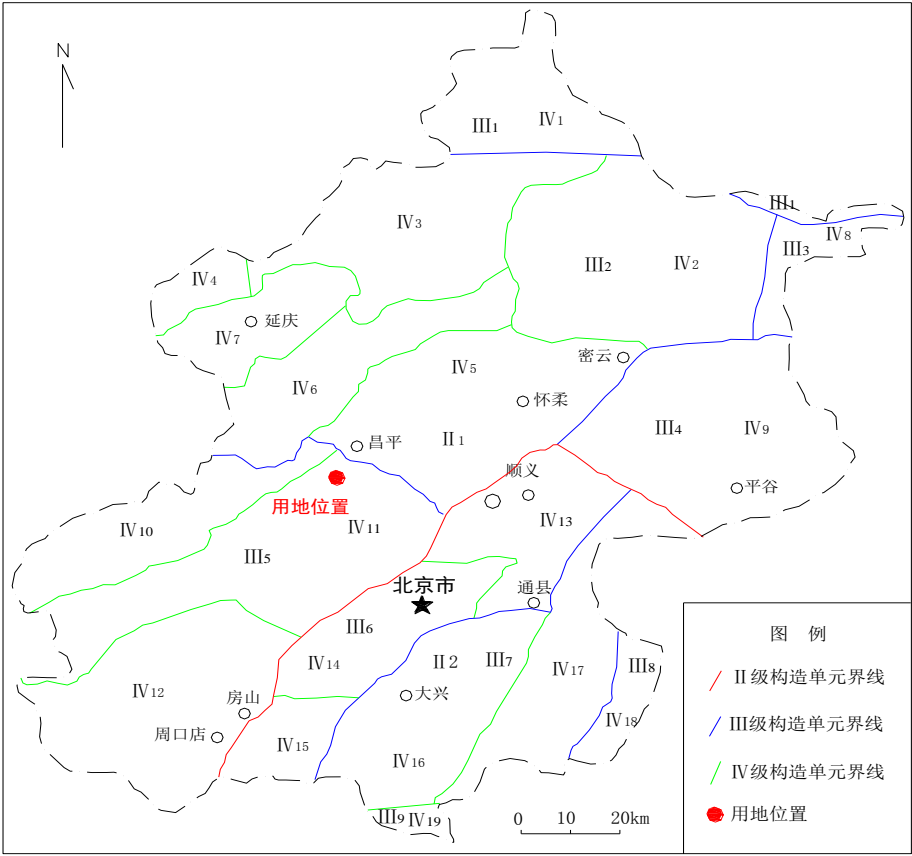 N
III1 IV1
III1
IV3
IV8
III3
III2 IV2
IV4
延庆
IV7
密云
IV5
IV6
怀柔
III4 IV9
昌平
II1
顺义
平谷
用地位置
IV10
IV11
IV13
III5
北京市
通县
III6
图 例
II2 III7
IV14
IV17
III8
II级构造单元界线
IV12
大兴
房山
IV18
III级构造单元界线
周口店
IV15
IV16
IV级构造单元界线
III9 IV19
0 10 20km
用地位置